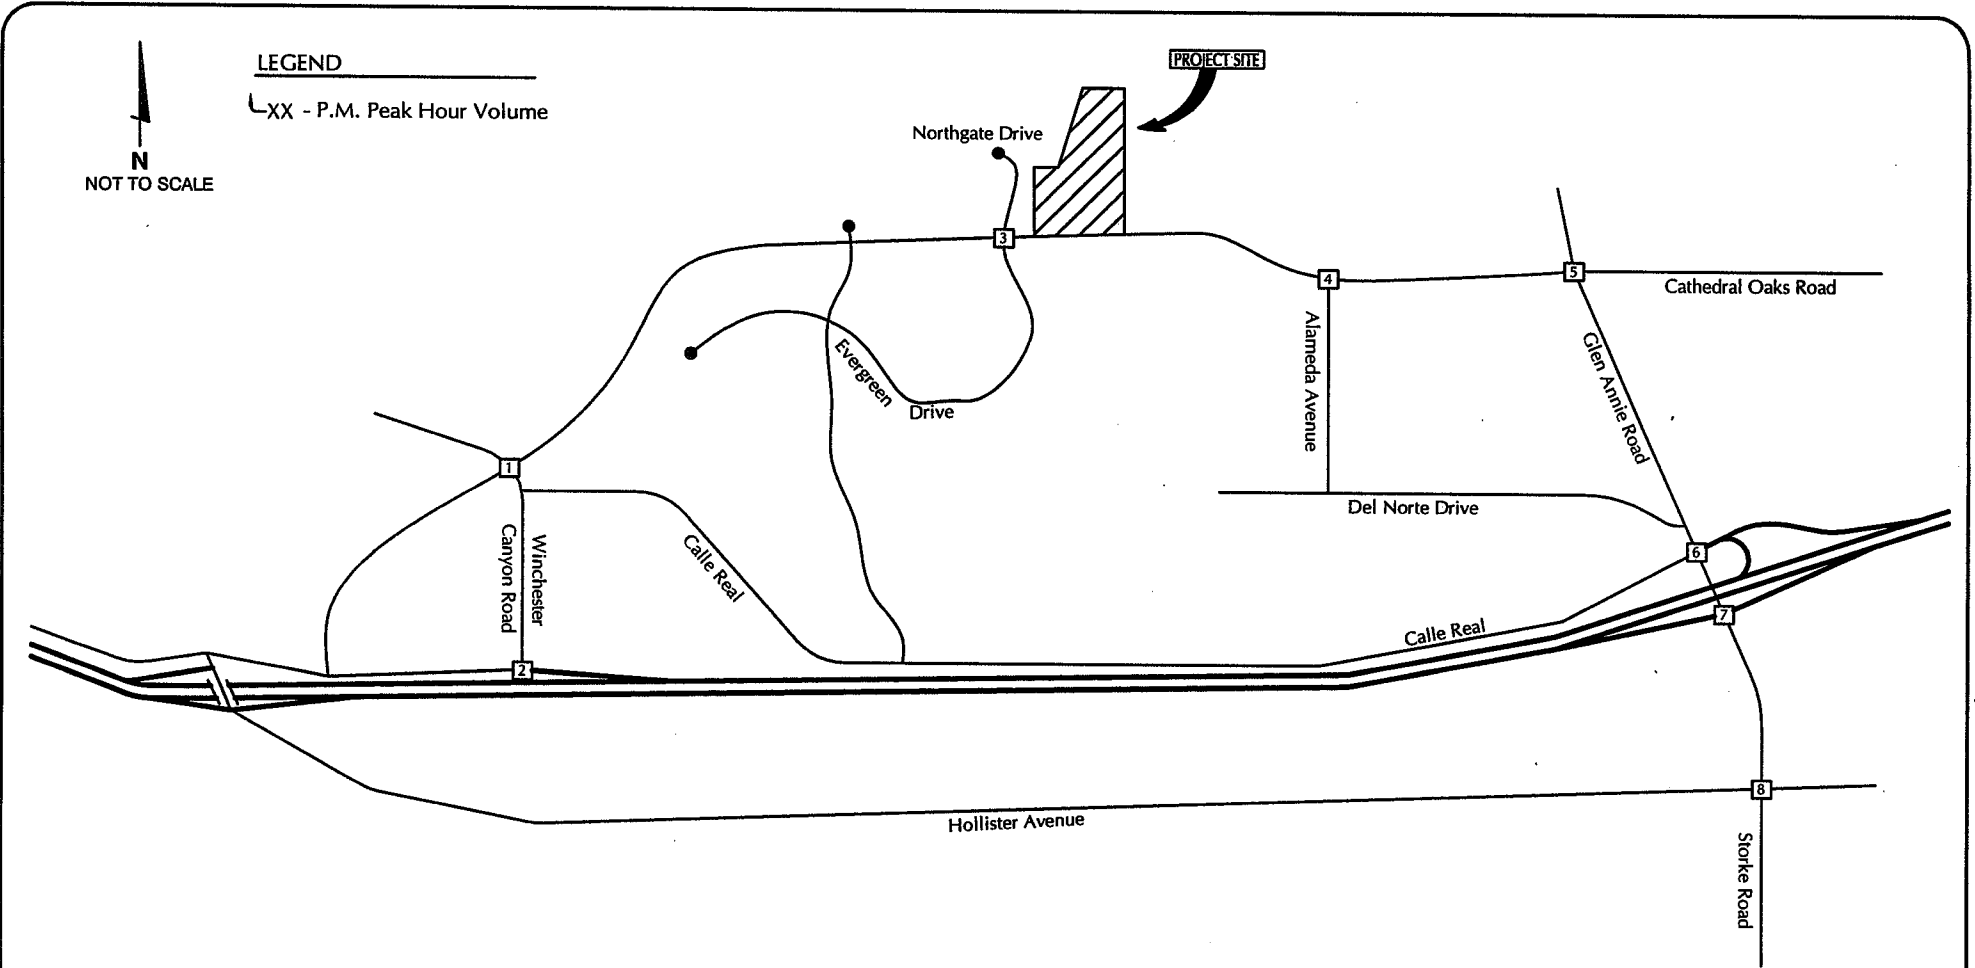 PROJECT SITE
LEGEND
XX - P.M. Peak Hour Volume
N
NOT TO SCALE
Northgate Drive
3
4
5
Cathedral Oaks Road
Alameda Avenue
Glen Annie Road
Evergreen
Drive
1
Del Norte Drive
Winchester
Canyon Road
Calle Real
6
7
Calle Real
2
8
Hollister Avenue
Storke Road